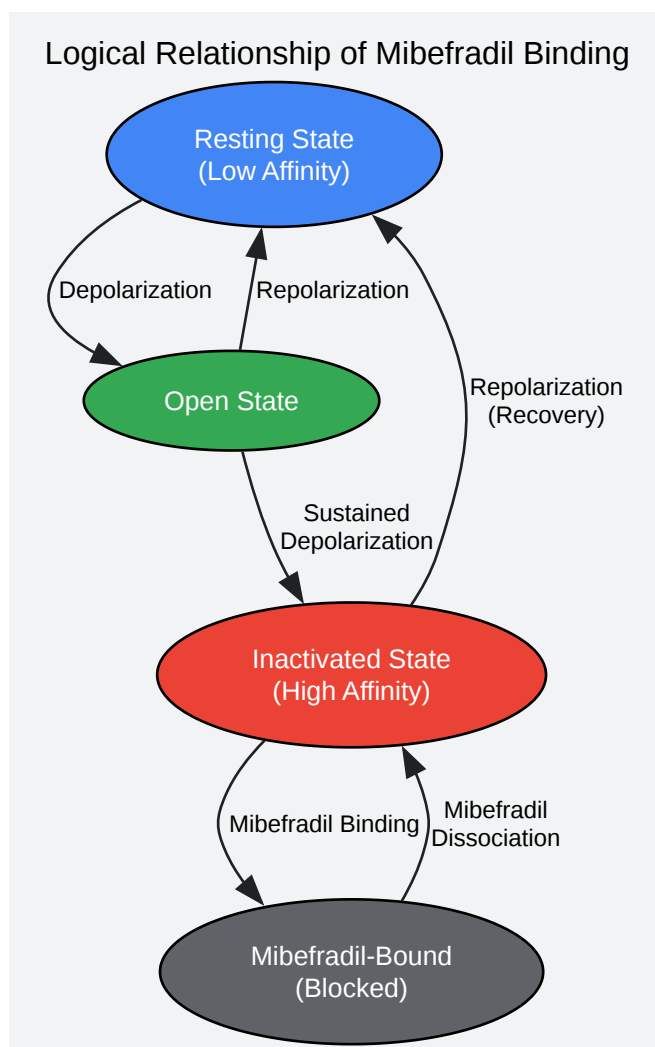 Logical Relationship of Mibefradil Binding
Resting State
(Low Affinity)
Depolarization
Repolarization
Open State
Repolarization
(Recovery)
Sustained
Depolarization
Inactivated State
(High Affinity)
Mibefradil Binding
Mibefradil
Dissociation
Mibefradil-Bound
(Blocked)